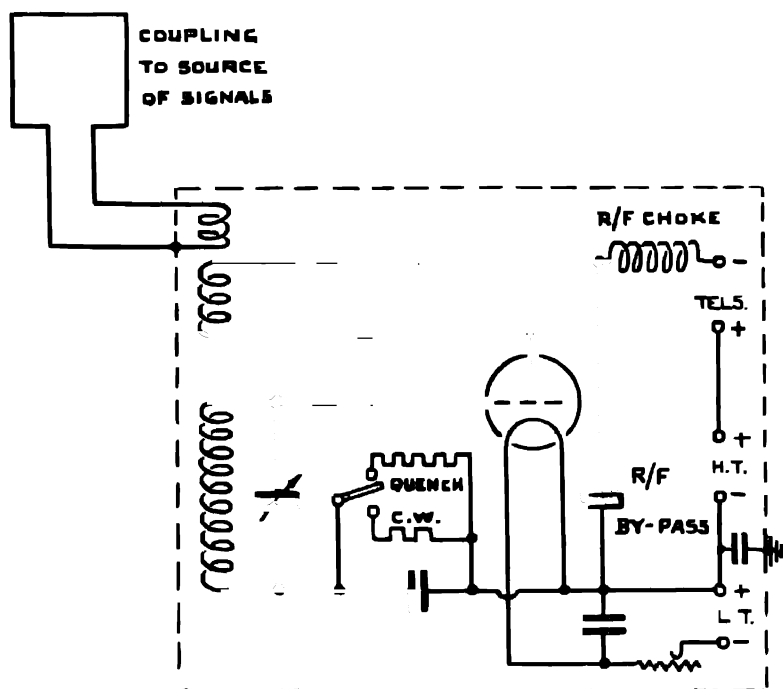 COUPLING
TO SOURCE
OF SIGNALS
R/F CHOKE
-
TELS.
+
+
H.T.
-
QUENCH
C.W.
R/F
BY-PASS
+
L T.
-